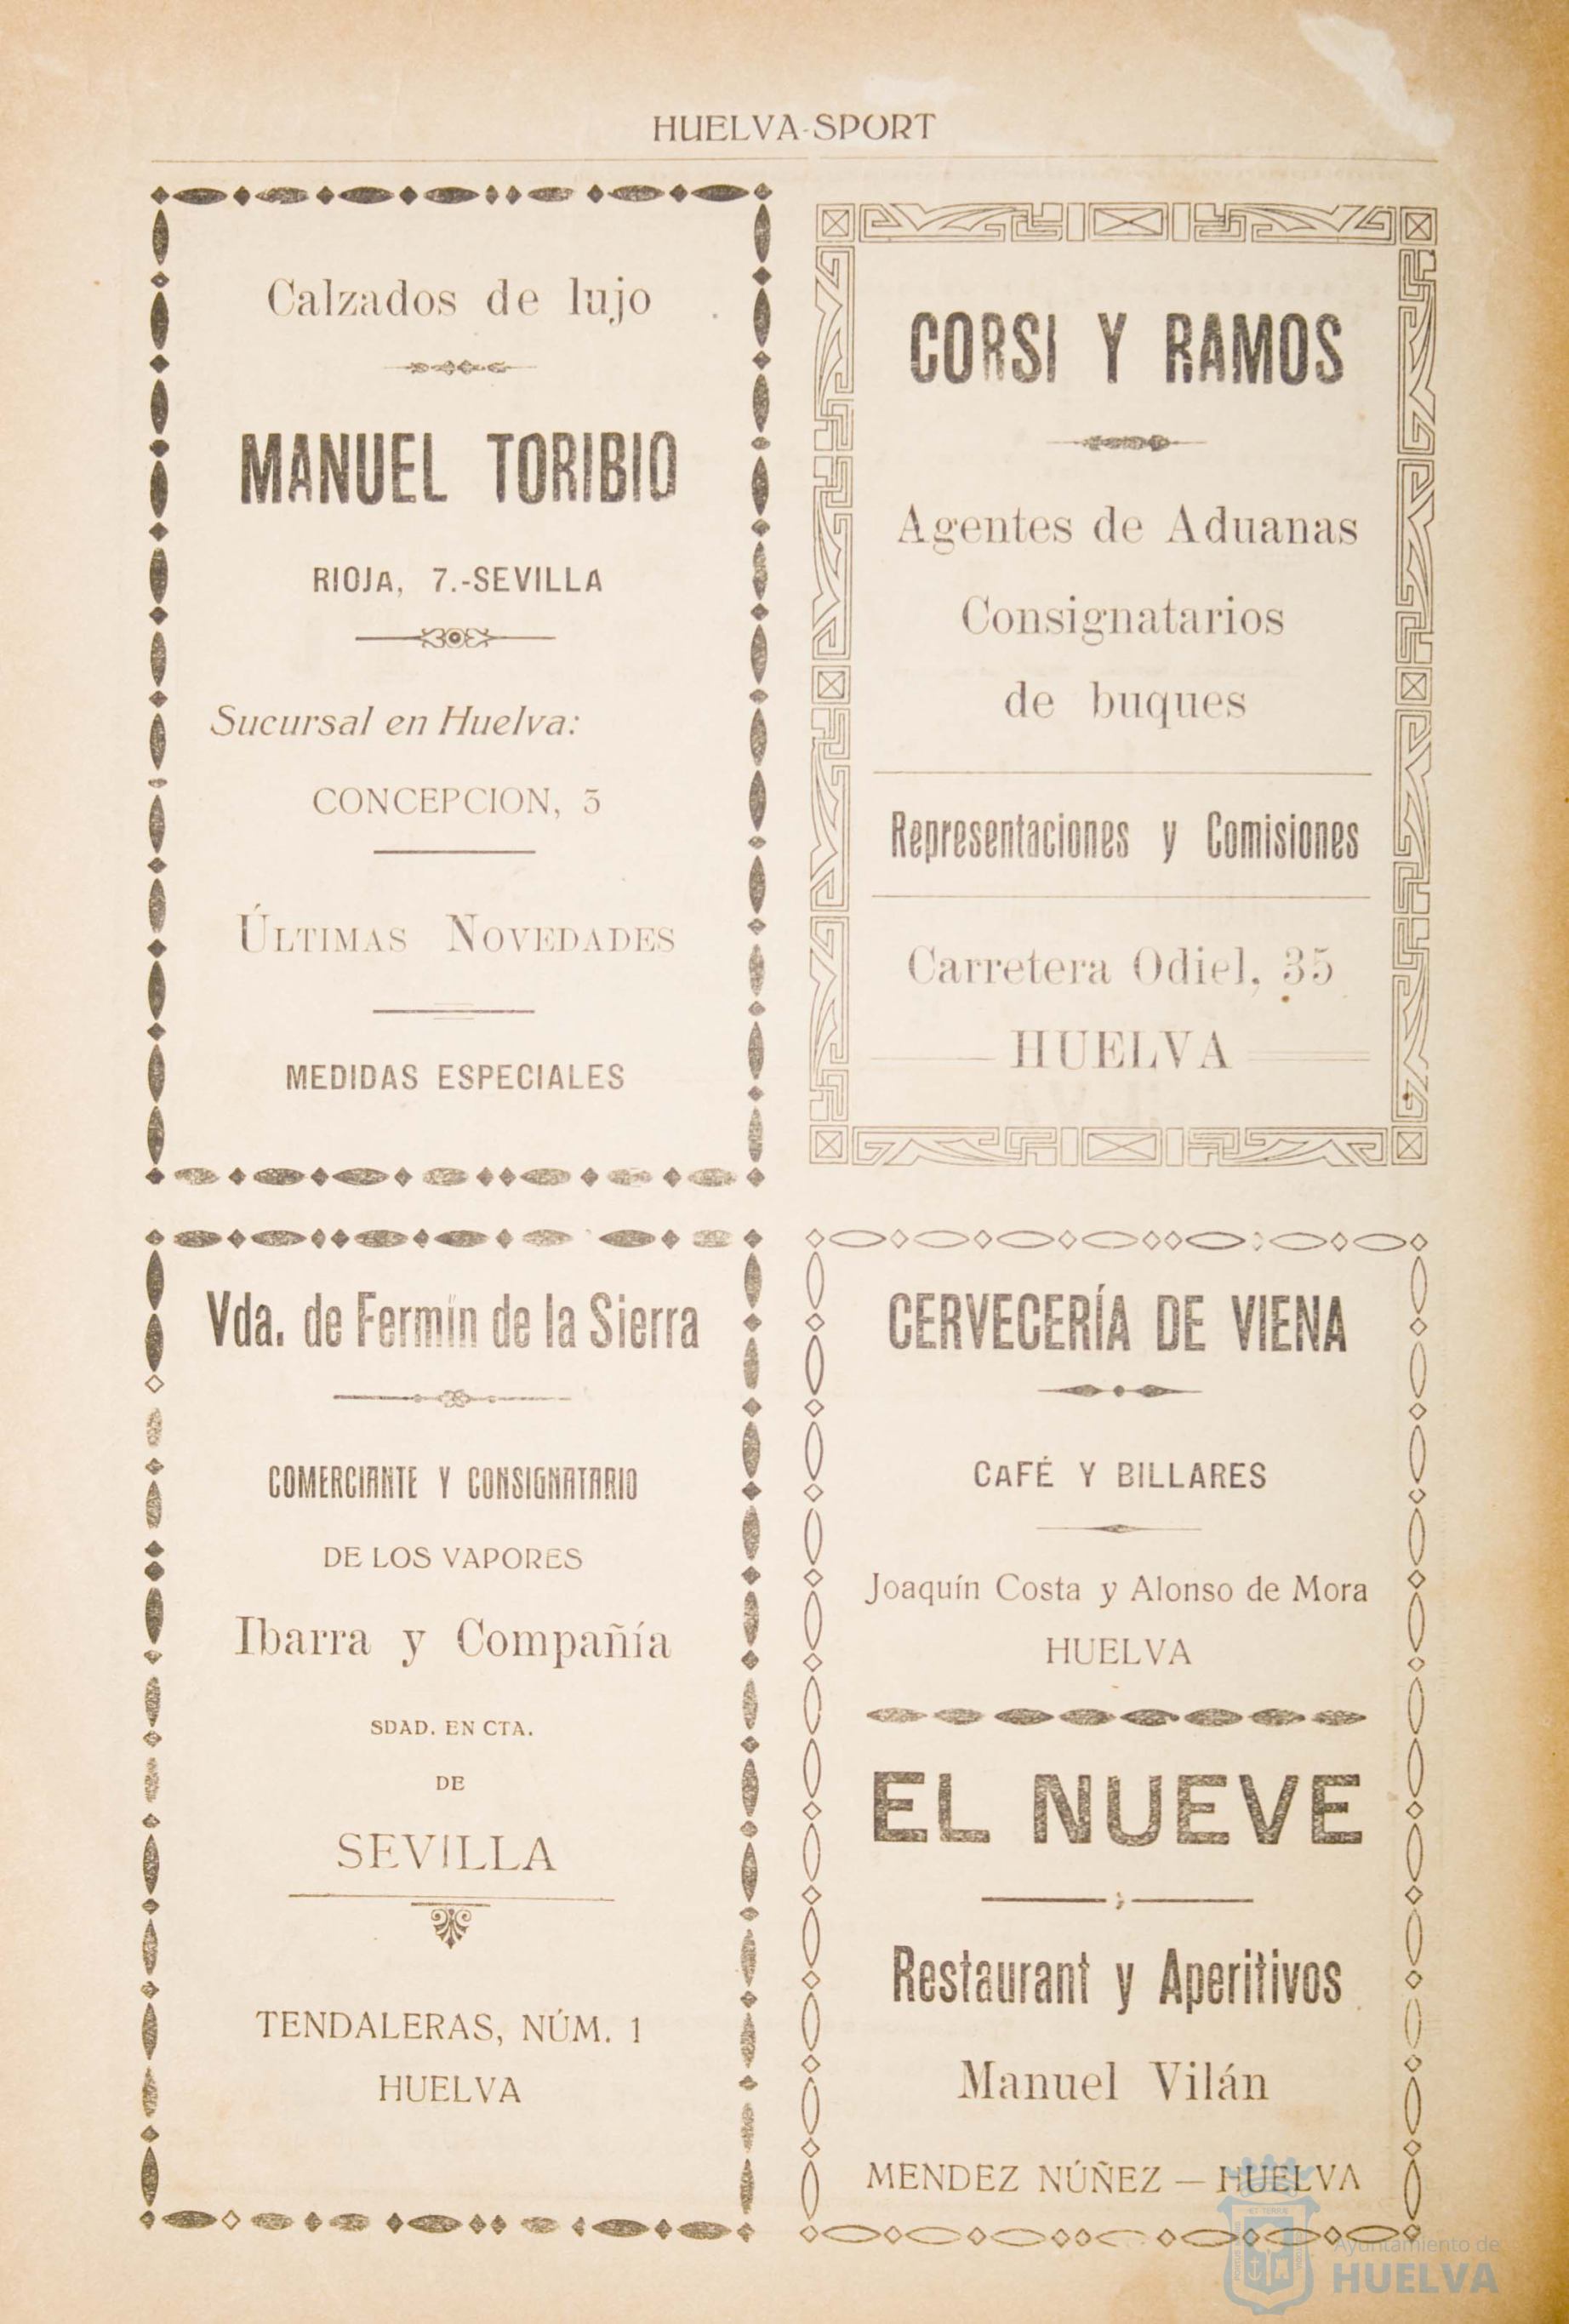 HUELVA-SPORT
Calzados de lujo
MANUEL TORIBIO
RIOJA, 7.-SEVILLA
Sucursal en Huelva:
CONCEPCION, 3
ÚLTIMAS NOVEDADES
MEDIDAS ESPECIALES
CORSI Y RAMOS
Agentes de Aduanas
Consignatarios
de buques
Representaciones y Comisiones
Carretera Odiel, 35
HUELVA
Vda. de Fermín de la Sierra
COMERCIANTE Y CONSIGNATARIO
DE LOS VAPORES
Ibarra y Compañía
SDAD. EN CTA.
DE
SEVILLA
TENDALERAS, NÚM. 1
HUELVA
CERVECERÍA DE VIENA
CAFÉ Y BILLARES
Joaquín Costa y Alonso de Mora
HUELVA
EL NUEVE
Restaurant y Aperitivos
Manuel Vilán
MENDEZ NÚÑEZ — HUELVA
Ayuntamiento de
HUELVA